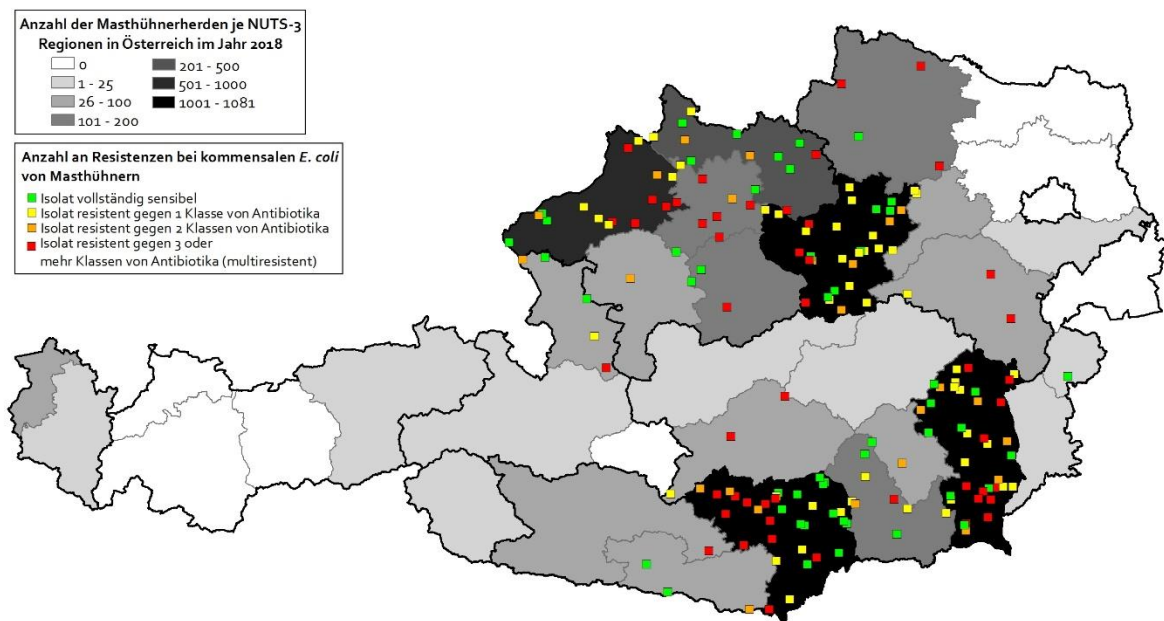 Anzahl der Masthühnerherden je NUTS-3
Regionen in Österreich im Jahr 2018
0
1 - 25
26 - 100
101 - 200
201 - 500
501 - 1000
1001 - 1081
Anzahl an Resistenzen bei kommensalen E. coli
von Masthühnern
Isolat vollständig sensibel
Isolat resistent gegen 1 Klasse von Antibiotika
Isolat resistent gegen 2 Klassen von Antibiotika
Isolat resistent gegen 3 oder
mehr Klassen von Antibiotika (multiresistent)